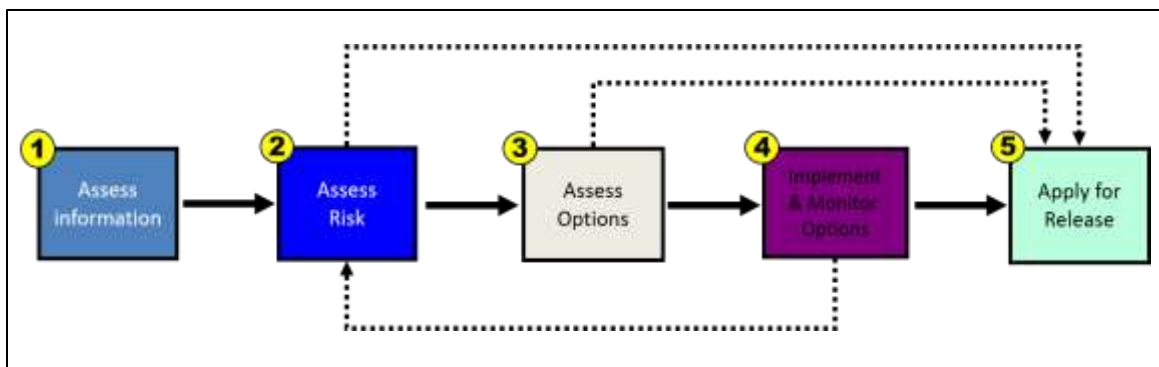 1
Assess
information
2
Assess
Risk
3
Assess
Options
4
Implement
& Monitor
Options
5
Apply for
Release